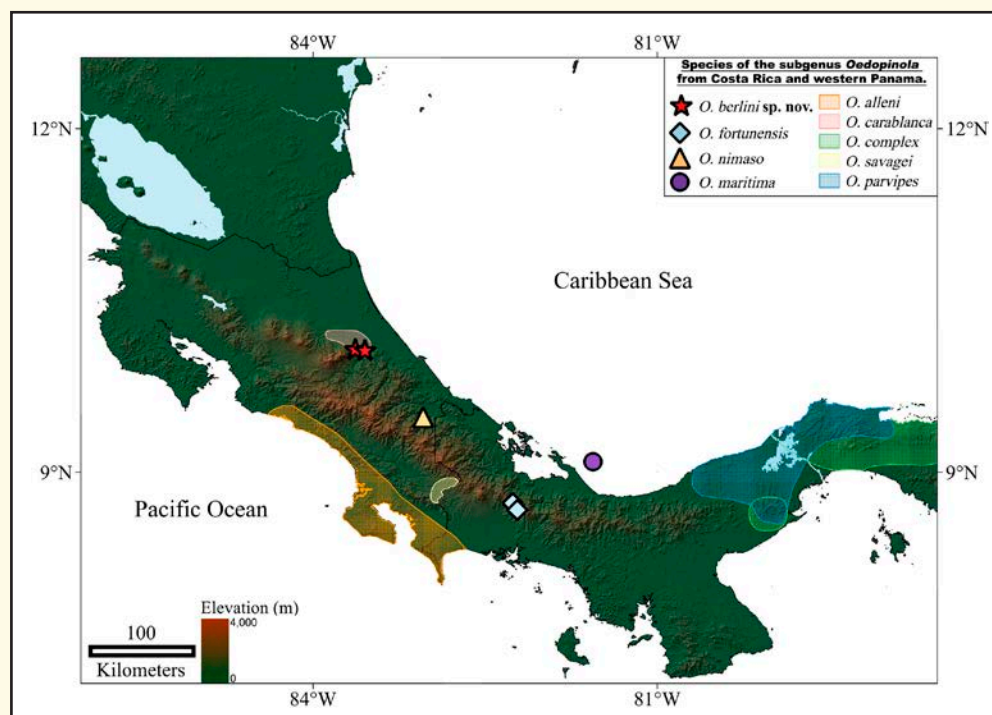 84°W 81°W
Species of the subgenus Oedopinola
from Costa Rica and western Panama.
O. berlini sp. nov.
O. fortunensis
O. nimaso
O. maritima
O. alleni
O. carablanca
O. complex
O. savagei
O. parvipes
12°N 12°N
Caribbean Sea
9°N 9°N
Pacific Ocean
Elevation (m)
4,000
0
100
Kilometers
84°W 81°W